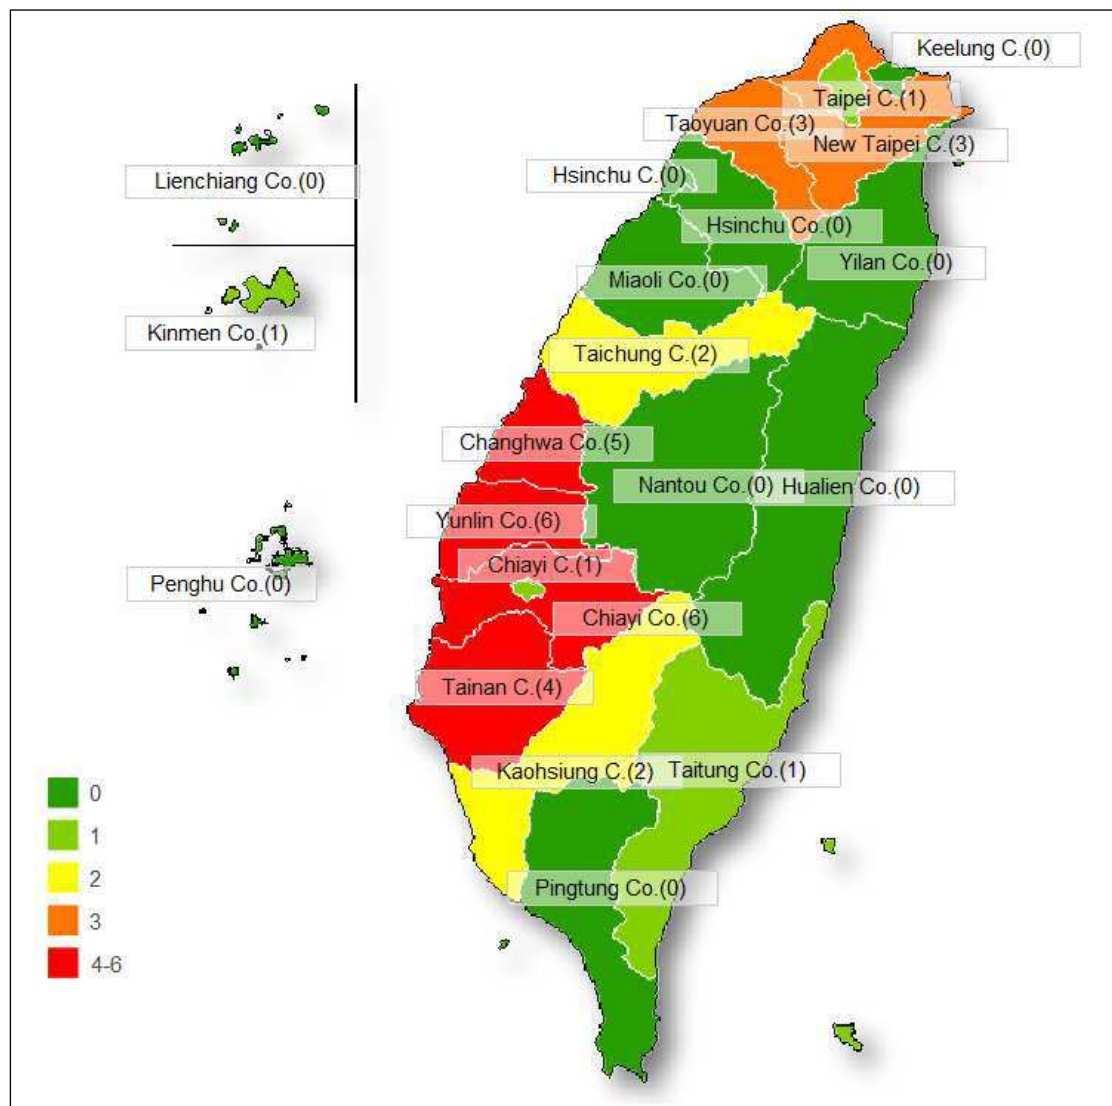 Keelung C.(0)
Taipei C.(1)
Taoyuan Co.(3)
New Taipei C.(3)
Hsinchu C.(0)
Lienchiang Co.(0)
Hsinchu Co.(0)
Yilan Co.(0)
Miaoli Co.(0)
Kinmen Co.(1)
Taichung C.(2)
Changhwa Co.(5)
Nantou Co.(0)
Hualien Co.(0)
Yunlin Co.(6)
Chiayi C.(1)
Penghu Co.(0)
Chiayi Co.(6)
Tainan C.(4)
Kaohsiung C.(2)
Taitung Co.(1)
Pingtung Co.(0)
0
1
2
3
4-6